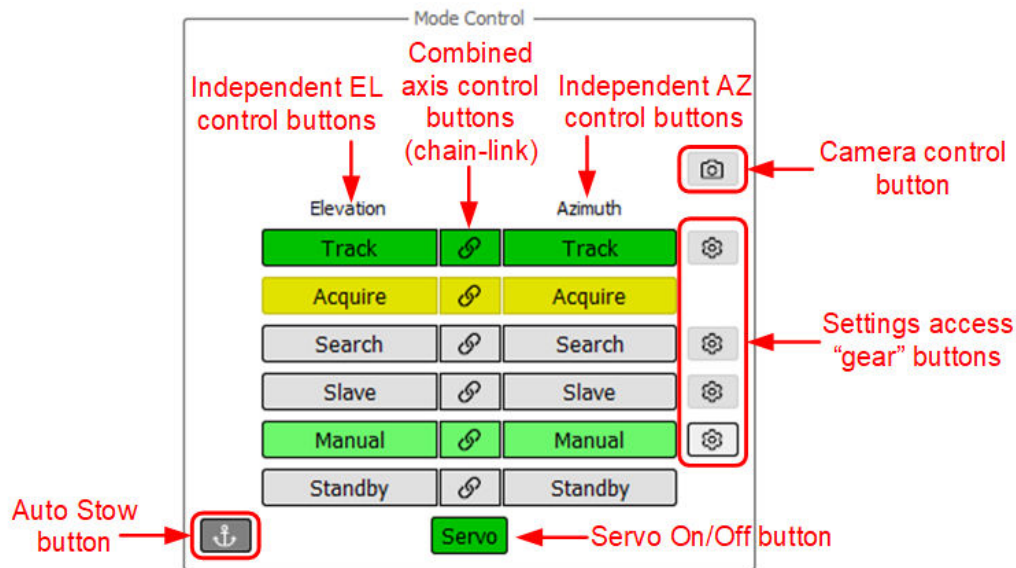 Mode Control
Combined
axis control
buttons
(chain-link)
Independent EL
control buttons
Independent AZ
control buttons
Camera control
button
Elevation
Azimuth
Track Track
Acquire Acquire
Search Search
Settings access
“gear” buttons
Slave Slave
Manual Manual
Standby Standby
Auto Stow
button
Servo
Servo On/Off button